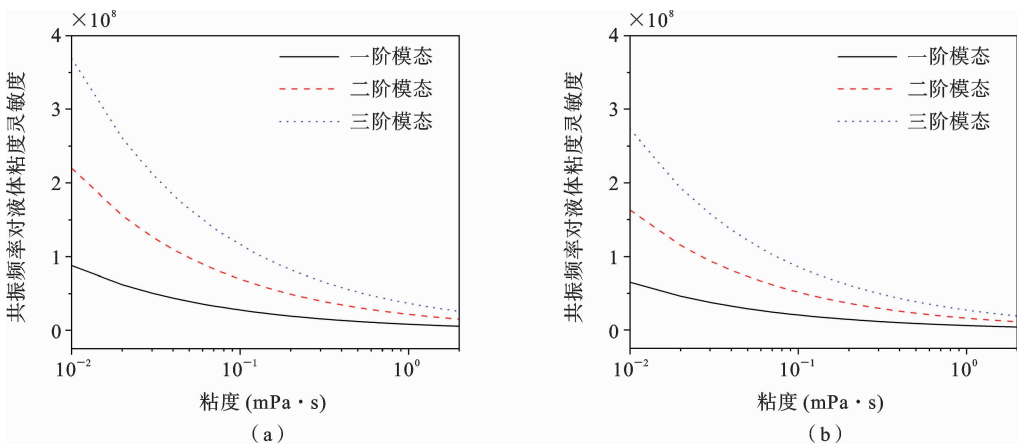 ×10⁸
4
3
2
1
0
共振频率对液体粘度灵敏度
一阶模态
二阶模态
三阶模态
10⁻²
10⁻¹
10⁰
粘度 (mPa·s)
(a)
×10⁸
4
3
2
1
0
共振频率对液体粘度灵敏度
一阶模态
二阶模态
三阶模态
10⁻²
10⁻¹
10⁰
粘度 (mPa·s)
(b)